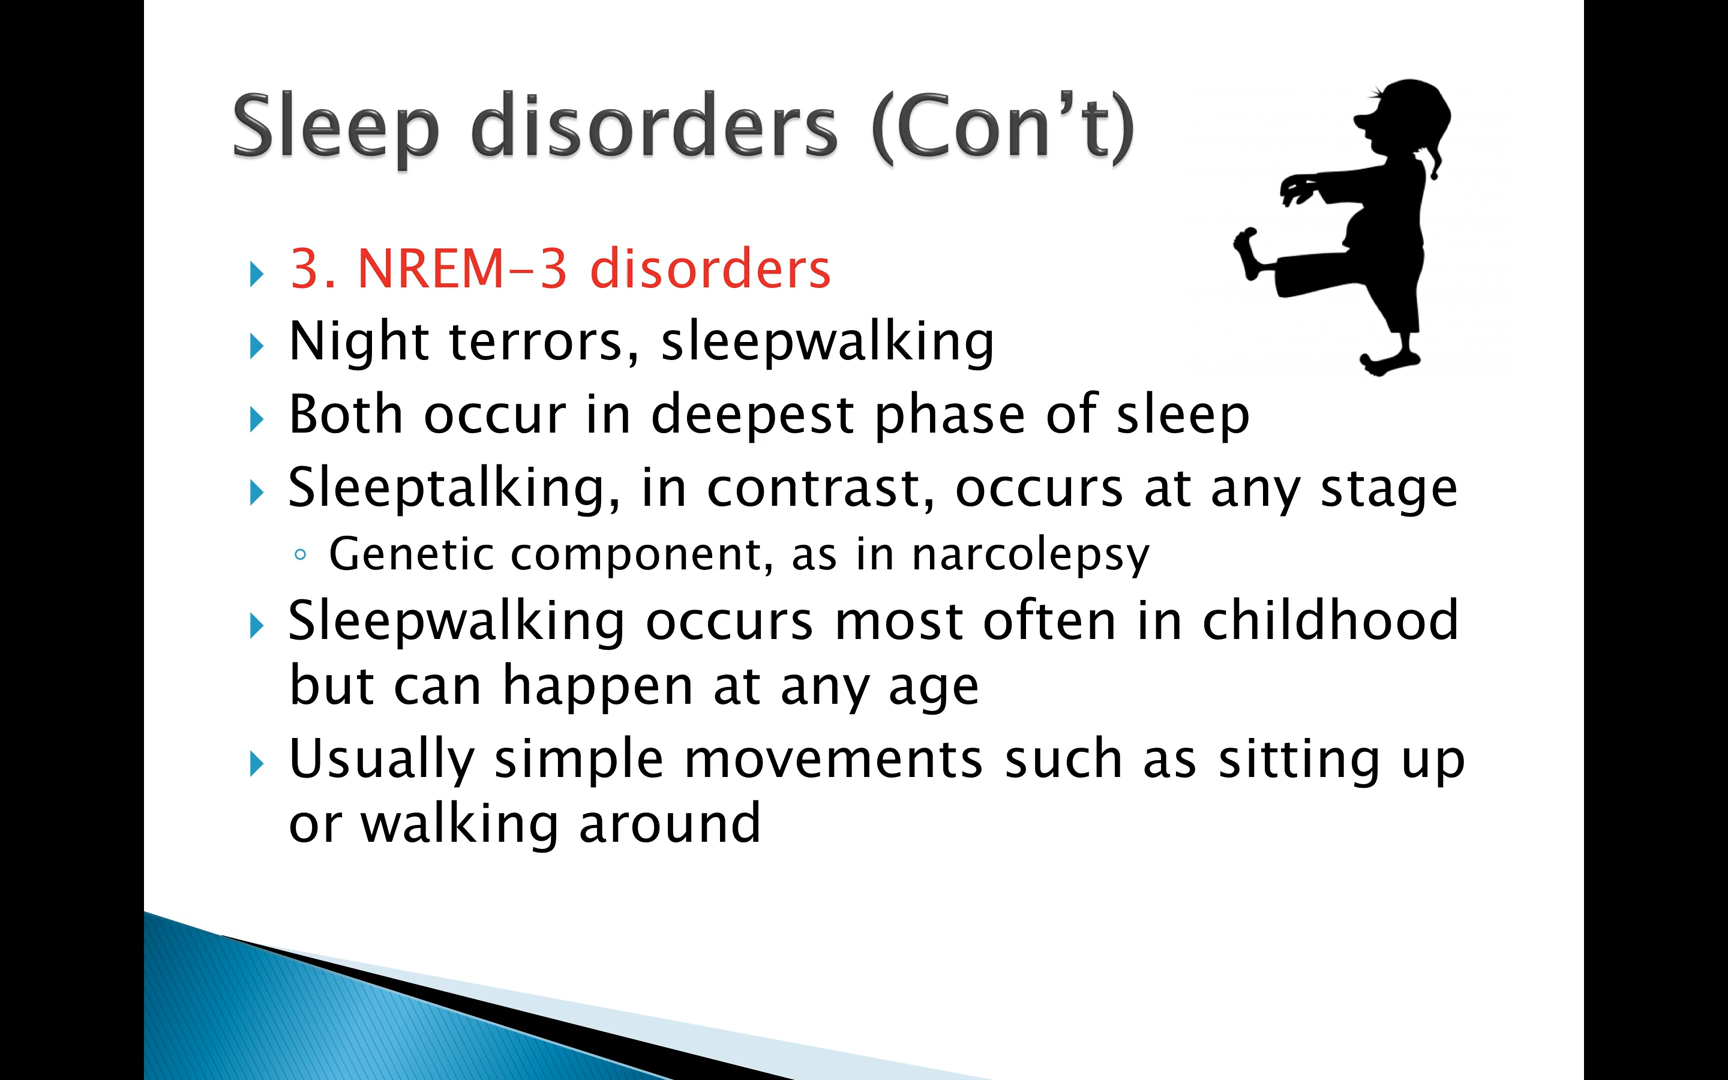 Sleep disorders (Con’t)
3. NREM-3 disorders
Night terrors, sleepwalking
Both occur in deepest phase of sleep
Sleeptalking, in contrast, occurs at any stage
Genetic component, as in narcolepsy
Sleepwalking occurs most often in childhood
but can happen at any age
Usually simple movements such as sitting up
or walking around